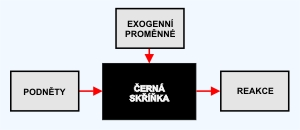 EXOGENNÍ
PROMĚNNÉ
PODNĚTY
ČERNÁ
SKŘÍŇKA
REAKCE